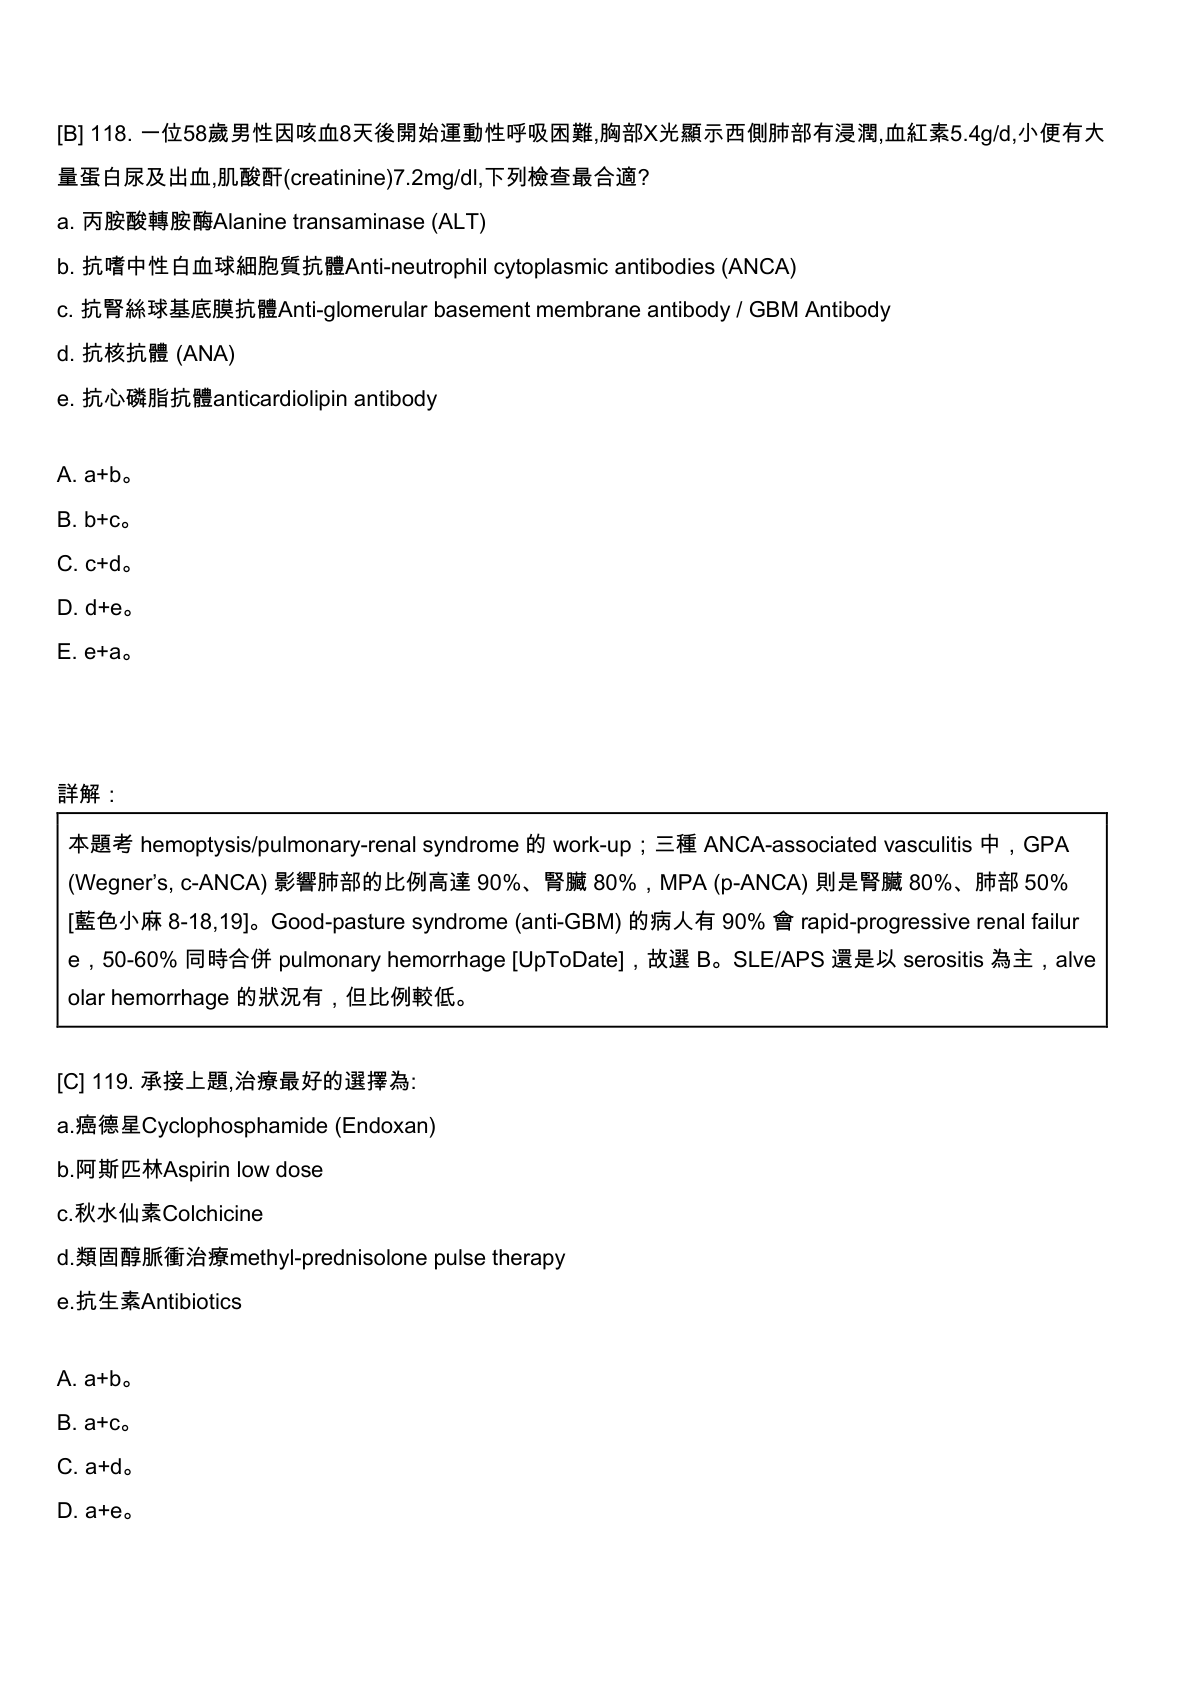 [B] 118. 一位58歲男性因咳血8天後開始運動性呼吸困難,胸部X光顯示西側肺部有浸潤,血紅素5.4g/d,小便有大
量蛋白尿及出血,肌酸酐(creatinine)7.2mg/dl,下列檢查最合適?
a. 丙胺酸轉胺酶Alanine transaminase (ALT)
b. 抗嗜中性白血球細胞質抗體Anti-neutrophil cytoplasmic antibodies (ANCA)
c. 抗腎絲球基底膜抗體Anti-glomerular basement membrane antibody / GBM Antibody
d. 抗核抗體 (ANA)
e. 抗心磷脂抗體anticardiolipin antibody
A. a+b。
B. b+c。
C. c+d。
D. d+e。
E. e+a。
詳解：
本題考 hemoptysis/pulmonary-renal syndrome 的 work-up；三種 ANCA-associated vasculitis 中，GPA
(Wegner’s, c-ANCA) 影響肺部的比例高達 90%、腎臟 80%，MPA (p-ANCA) 則是腎臟 80%、肺部 50%
[藍色小麻 8-18,19]。Good-pasture syndrome (anti-GBM) 的病人有 90% 會 rapid-progressive renal failur
e，50-60% 同時合併 pulmonary hemorrhage [UpToDate]，故選 B。SLE/APS 還是以 serositis 為主，alve
olar hemorrhage 的狀況有，但比例較低。
[C] 119. 承接上題,治療最好的選擇為:
a.癌德星Cyclophosphamide (Endoxan)
b.阿斯匹林Aspirin low dose
c.秋水仙素Colchicine
d.類固醇脈衝治療methyl-prednisolone pulse therapy
e.抗生素Antibiotics
A. a+b。
B. a+c。
C. a+d。
D. a+e。